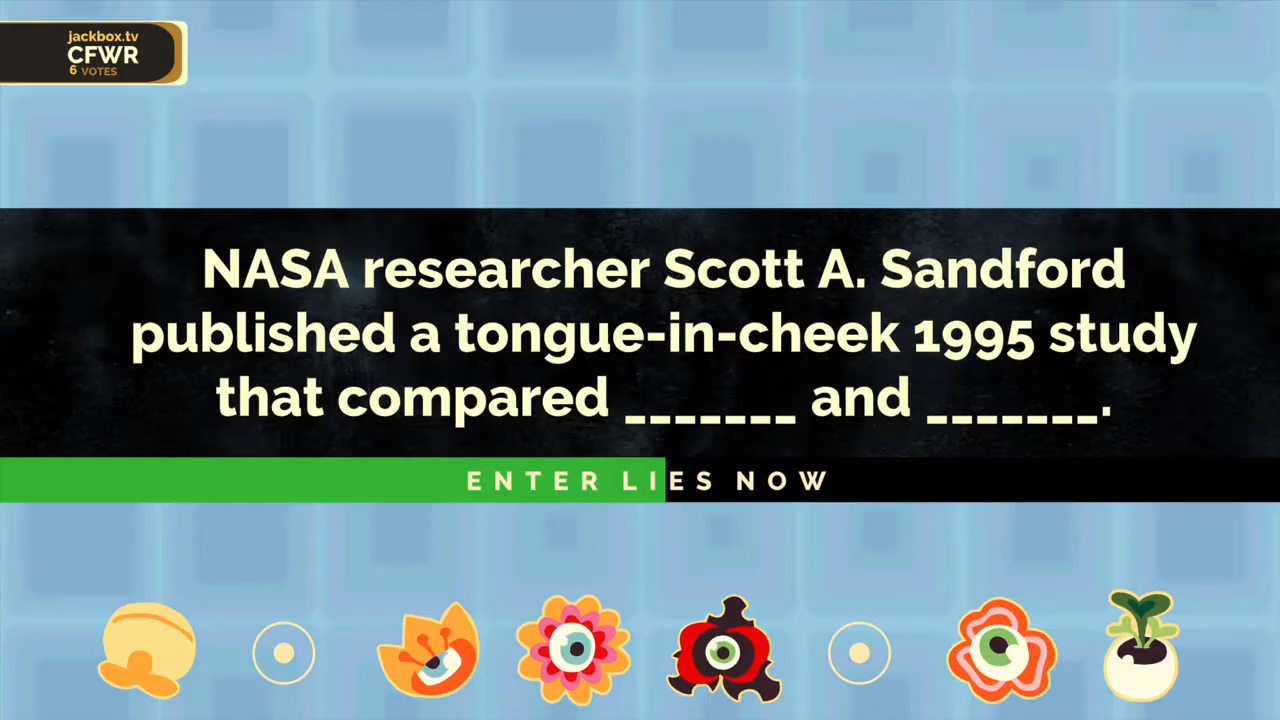 jackbox.tv
CFWR
6 VOTES
NASA researcher Scott A. Sandford
published a tongue-in-cheek 1995 study
that compared _______ and _______.
ENTER LIES NOW